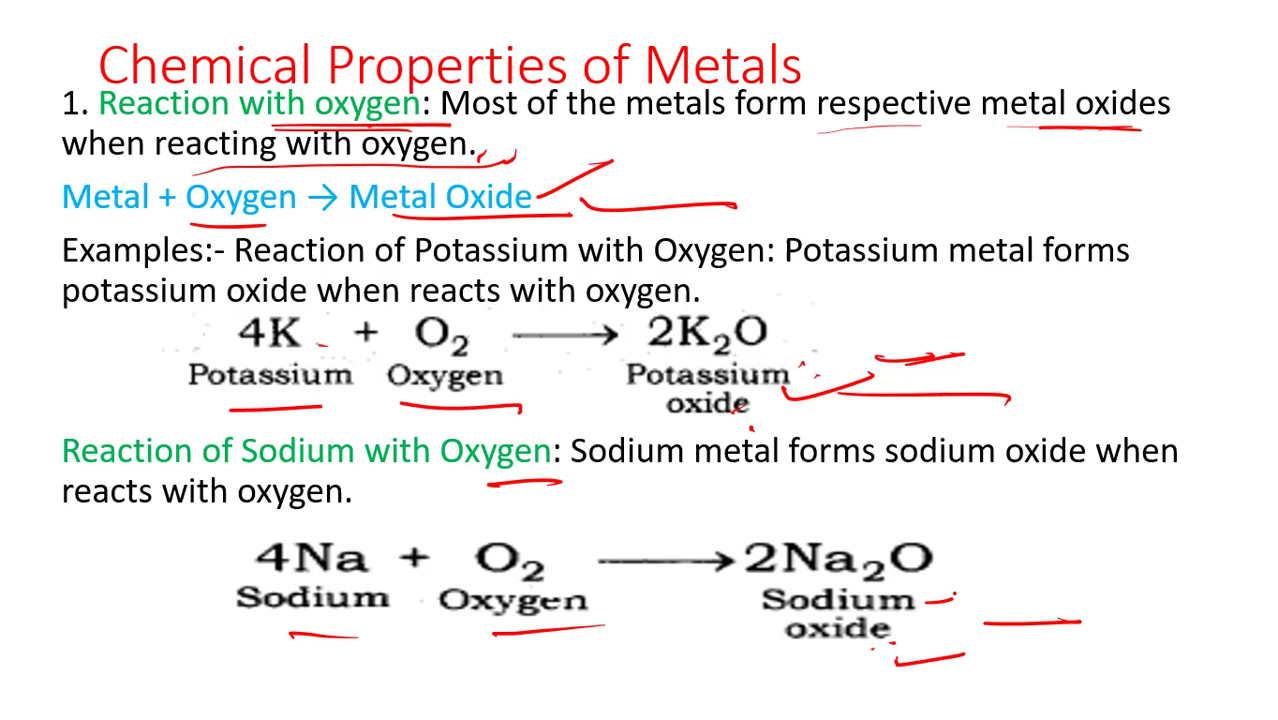 Chemical Properties of Metals
1. Reaction with oxygen: Most of the metals form respective metal oxides
when reacting with oxygen.
Metal + Oxygen → Metal Oxide
Examples:- Reaction of Potassium with Oxygen: Potassium metal forms
potassium oxide when reacts with oxygen.
4K + O₂ ⟶ 2K₂O
Potassium Oxygen Potassium
oxide
Reaction of Sodium with Oxygen: Sodium metal forms sodium oxide when
reacts with oxygen.
4Na + O₂ ⟶ 2Na₂O
Sodium Oxygen Sodium
oxide